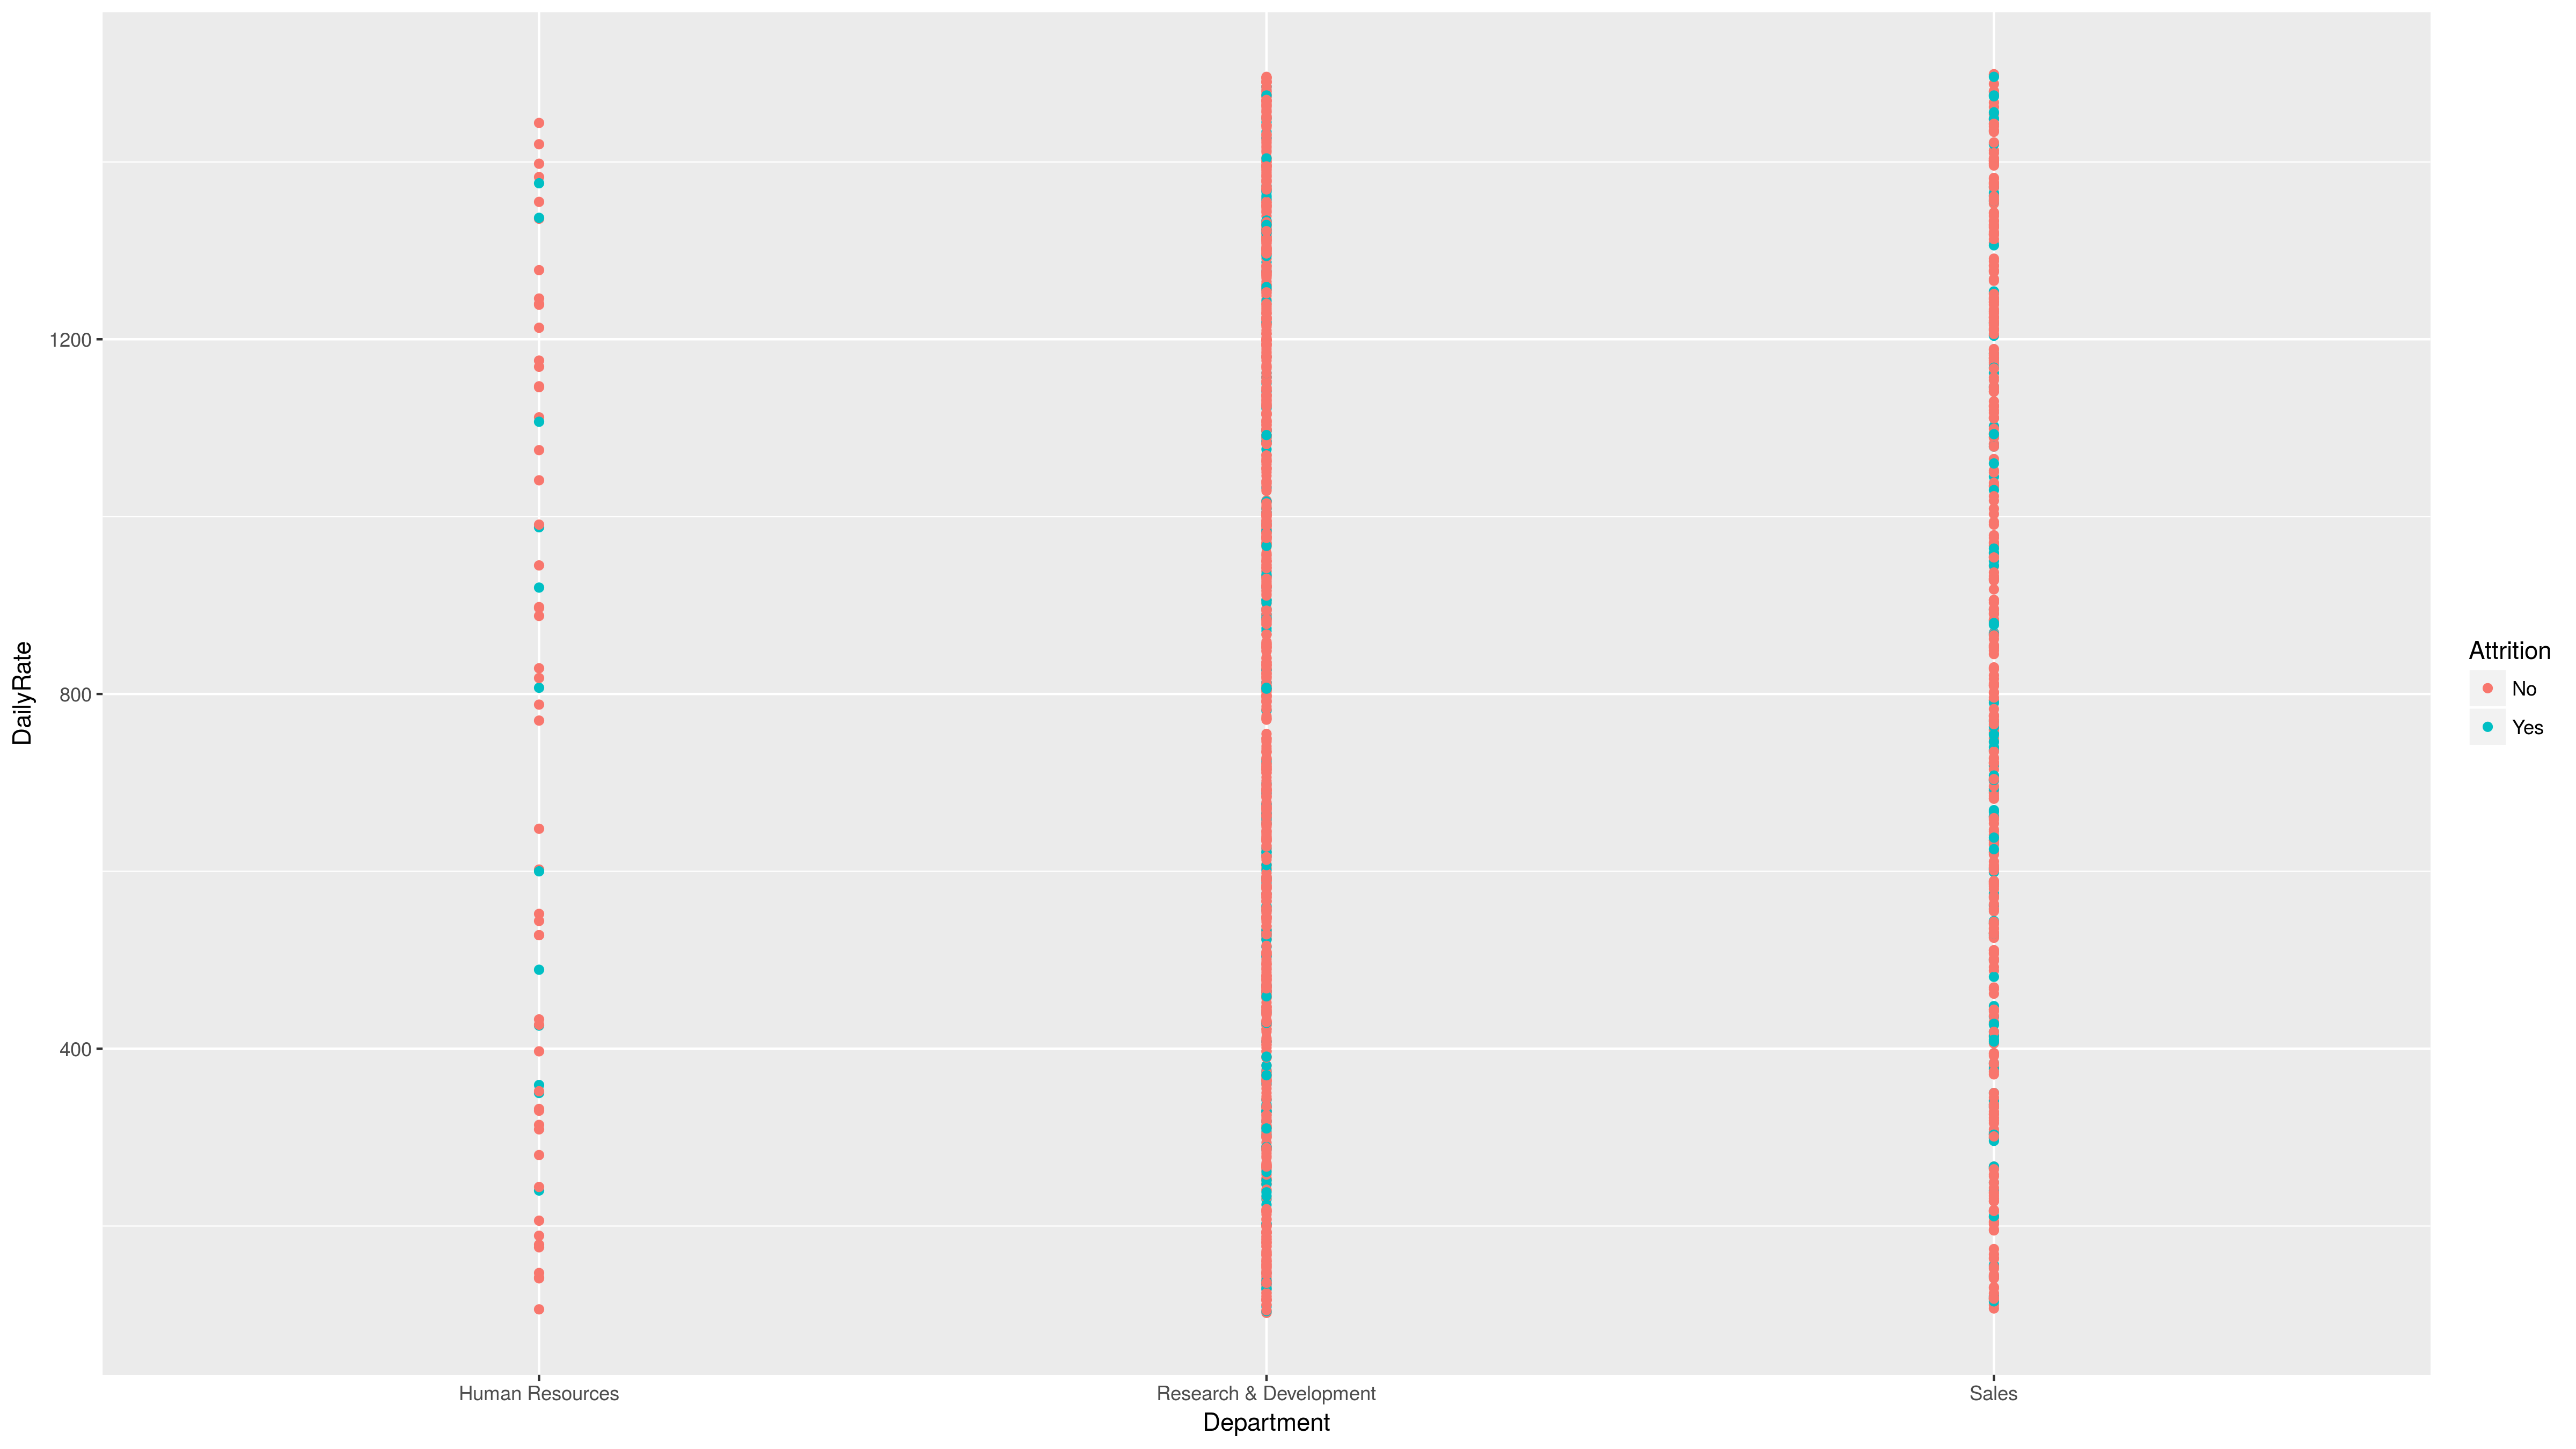 1200
800
400
DailyRate
Human Resources
Research & Development
Sales
Department
Attrition
No
Yes